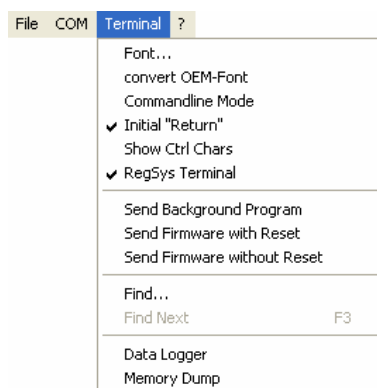 File COM Terminal ?
Font...
convert OEM-Font
Commandline Mode
Initial "Return"
Show Ctrl Chars
RegSys Terminal
Send Background Program
Send Firmware with Reset
Send Firmware without Reset
Find...
Find Next F3
Data Logger
Memory Dump